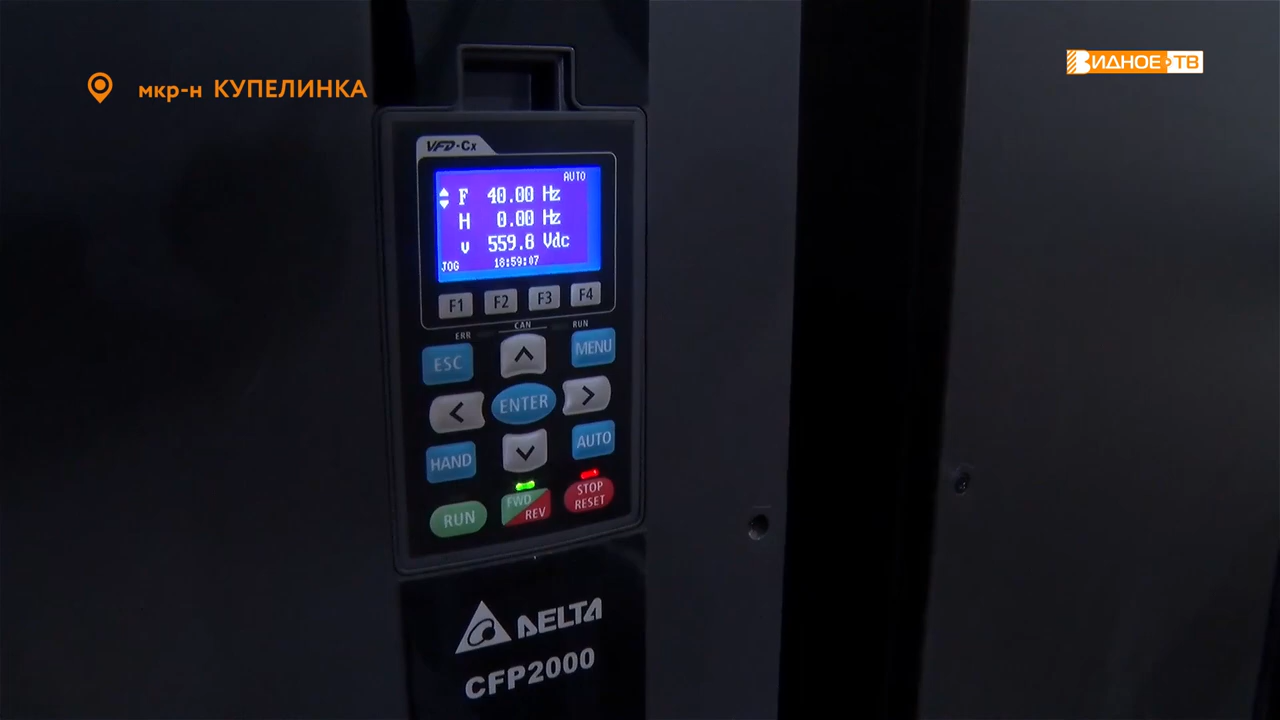 мкр-н КУПЕЛИНКА
ВИДНОЕ ТВ
VFD-Cx
AUTO
F 40.00 Hz
H 0.00 Hz
v 559.8 Vdc
JOG 18:59:07
F1 F2 F3 F4
ERR CAN RUN
ESC MENU
ENTER
HAND AUTO
RUN FWD REV STOP RESET
DELTA
CFP2000